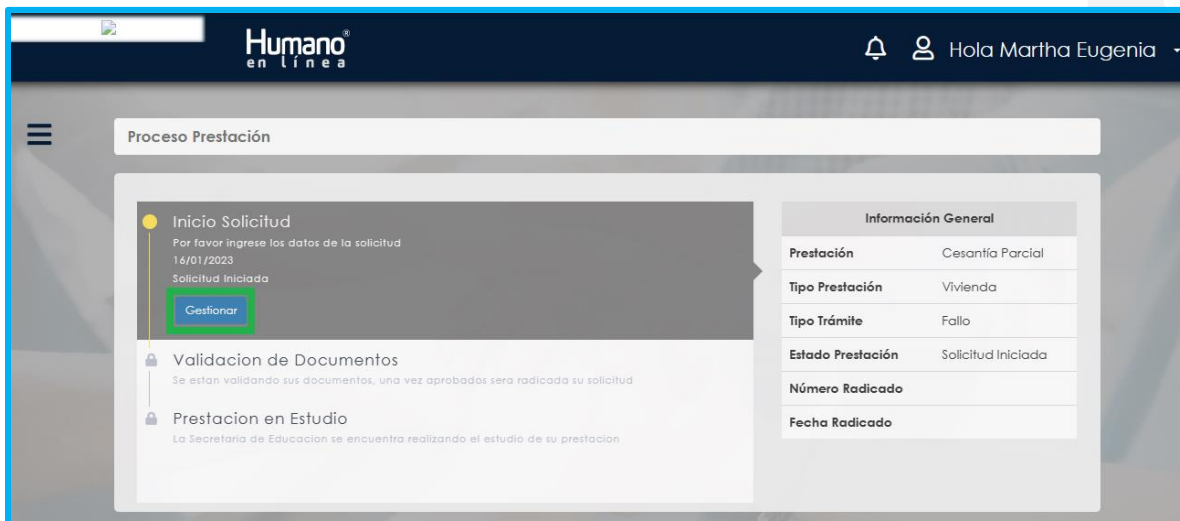 Humano®
en línea
Hola Martha Eugenia
Proceso Prestación
Inicio Solicitud
Por favor ingrese los datos de la solicitud
16/01/2023
Solicitud Iniciada
Gestionar
Validacion de Documentos
Se estan validando sus documentos, una vez aprobados sera radicada su solicitud
Prestacion en Estudio
La Secretaria de Educacion se encuentra realizando el estudio de su prestacion
Información General
Prestación Cesantía Parcial
Tipo Prestación Vivienda
Tipo Trámite Fallo
Estado Prestación Solicitud Iniciada
Número Radicado
Fecha Radicado